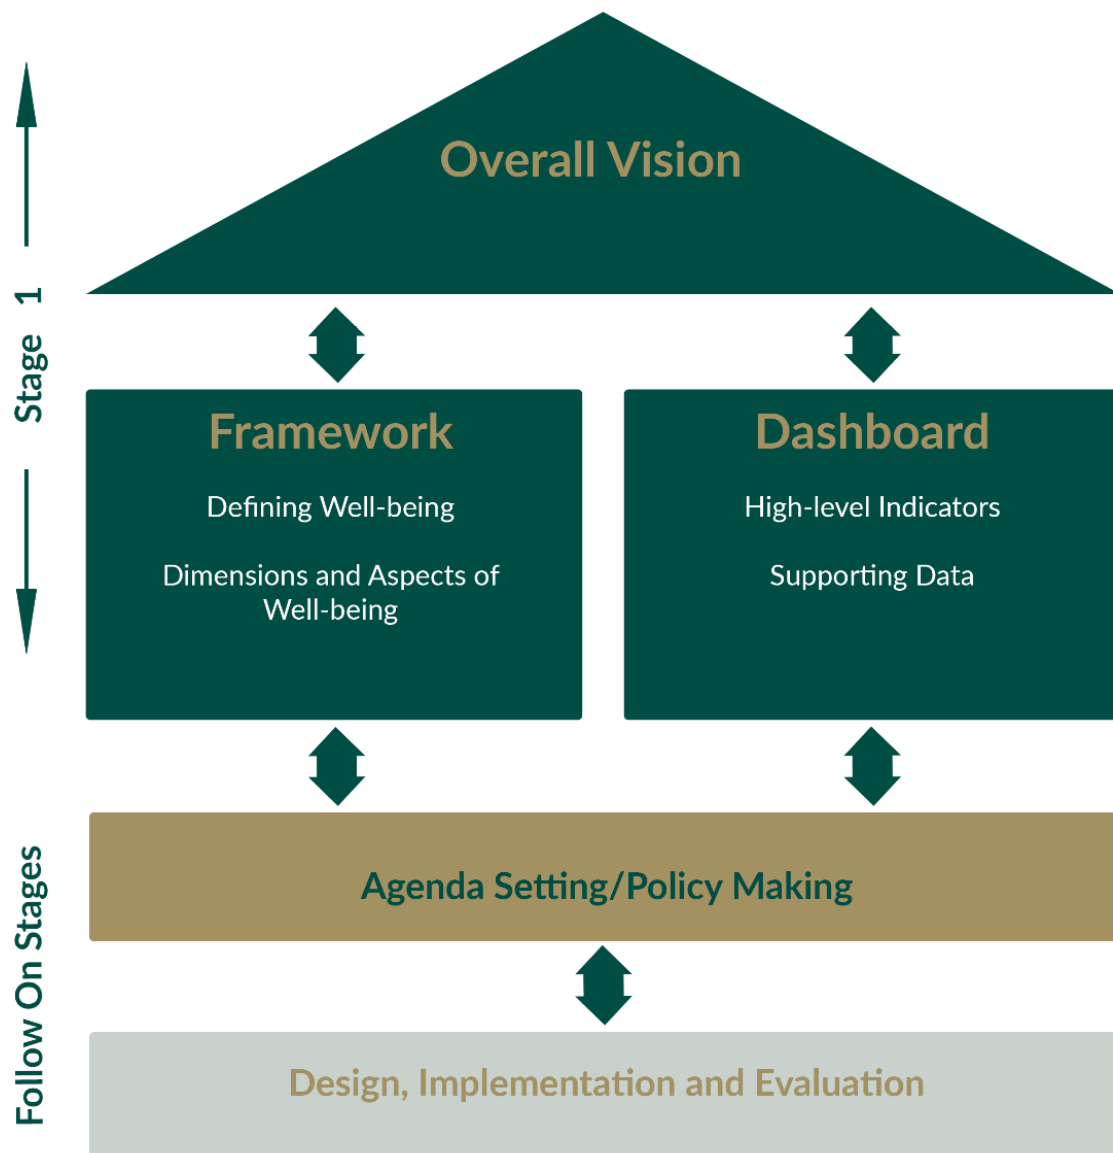 Overall Vision
Stage 1
Framework
Defining Well-being
Dimensions and Aspects of
Well-being
Dashboard
High-level Indicators
Supporting Data
Follow On Stages
Agenda Setting/Policy Making
Design, Implementation and Evaluation